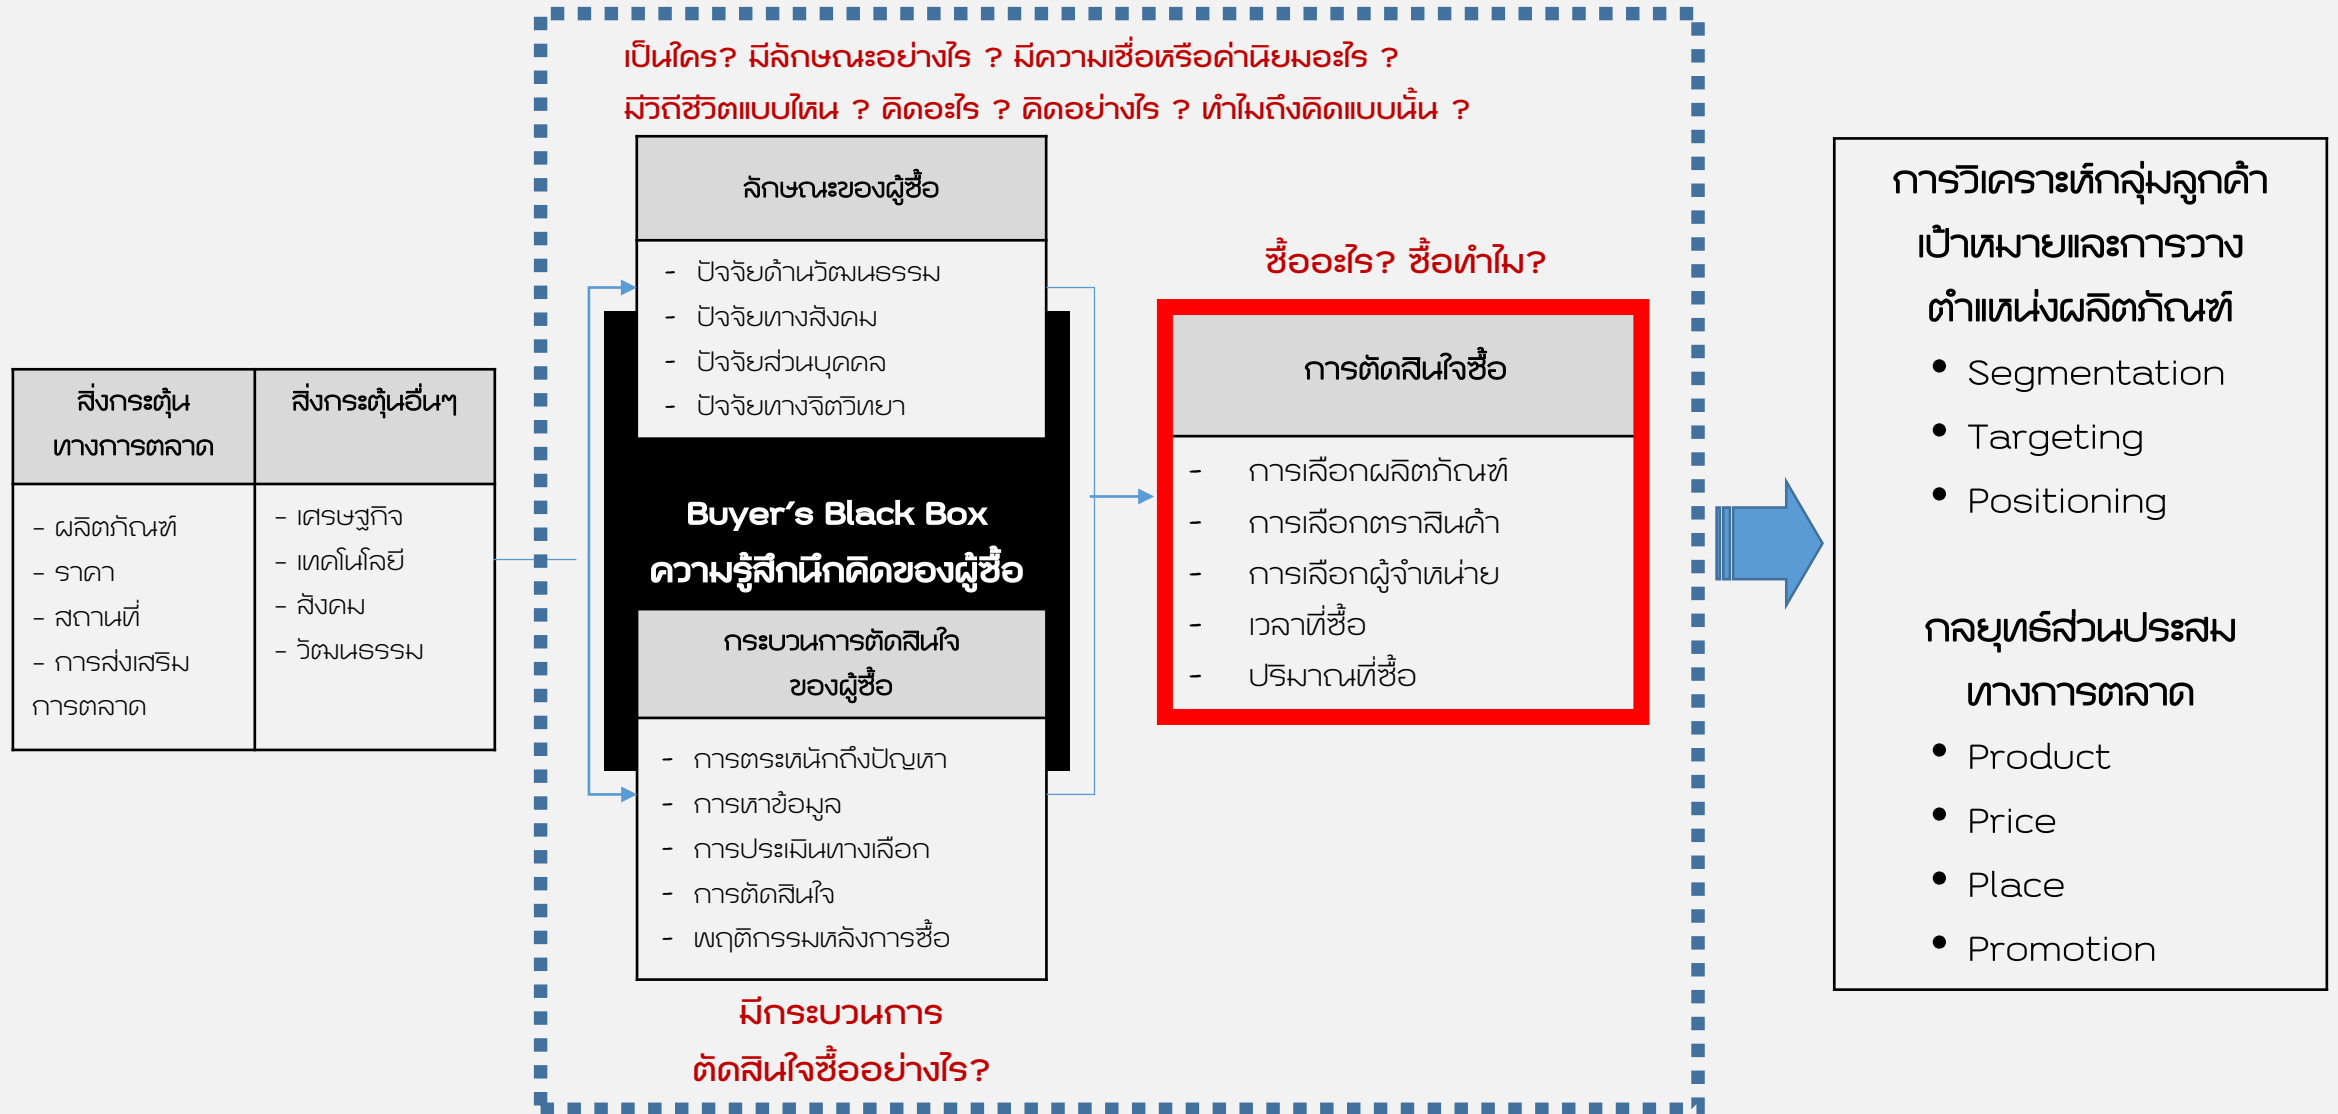 เป็นใคร? มีลักษณะอย่างไร ? มีความเชื่อหรือค่านิยมอะไร ?
มีวิถีชีวิตแบบไหน ? คิดอะไร ? คิดอย่างไร ? ทำไมถึงคิดแบบนั้น ?
สิ่งกระตุ้น
ทางการตลาด
- ผลิตภัณฑ์
- ราคา
- สถานที่
- การส่งเสริม
การตลาด
สิ่งกระตุ้นอื่นๆ
- เศรษฐกิจ
- เทคโนโลยี
- สังคม
- วัฒนธรรม
ลักษณะของผู้ซื้อ
- ปัจจัยด้านวัฒนธรรม
- ปัจจัยทางสังคม
- ปัจจัยส่วนบุคคล
- ปัจจัยทางจิตวิทยา
Buyer's Black Box
ความรู้สึกนึกคิดของผู้ซื้อ
กระบวนการตัดสินใจ
ของผู้ซื้อ
- การตระหนักถึงปัญหา
- การหาข้อมูล
- การประเมินทางเลือก
- การตัดสินใจ
- พฤติกรรมหลังการซื้อ
มีกระบวนการ
ตัดสินใจซื้ออย่างไร?
ซื้ออะไร? ซื้อทำไม?
การตัดสินใจซื้อ
- การเลือกผลิตภัณฑ์
- การเลือกตราสินค้า
- การเลือกผู้จำหน่าย
- เวลาที่ซื้อ
- ปริมาณที่ซื้อ
การวิเคราะห์กลุ่มลูกค้า
เป้าหมายและการวาง
ตำแหน่งผลิตภัณฑ์
• Segmentation
• Targeting
• Positioning
กลยุทธ์ส่วนประสม
ทางการตลาด
• Product
• Price
• Place
• Promotion